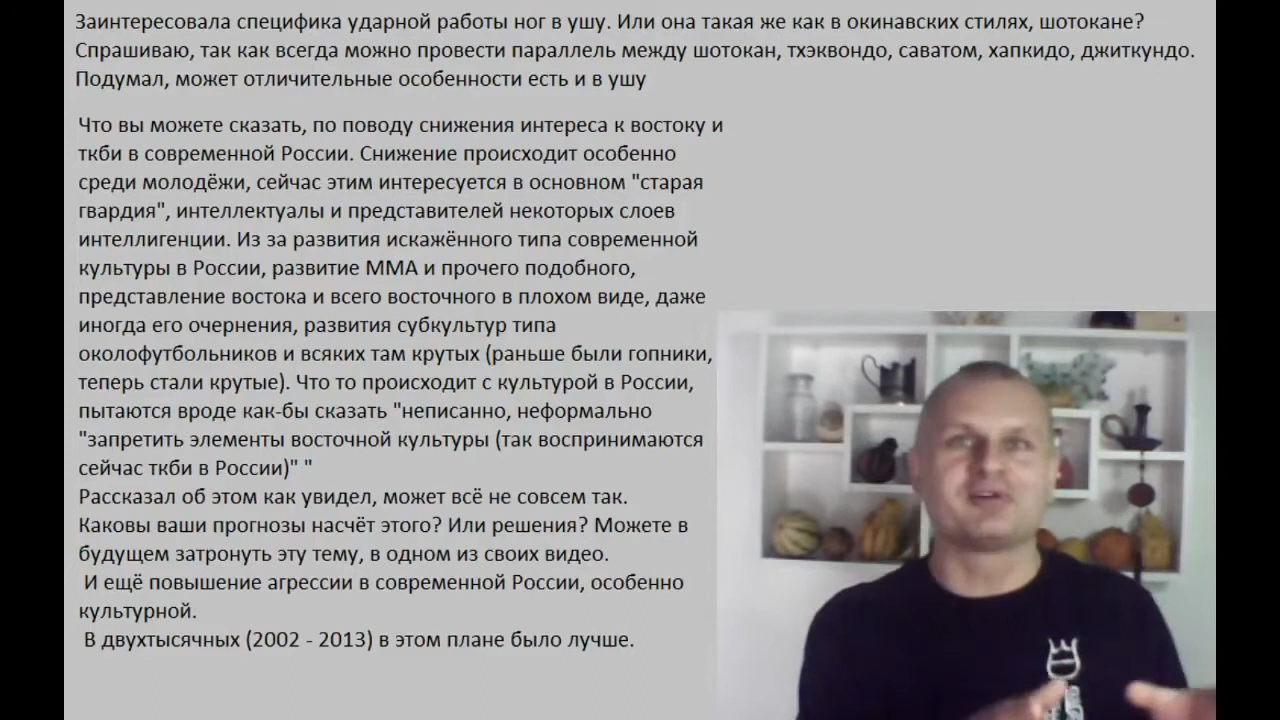 Заинтересовала специфика ударной работы ног в ушу. Или она такая же как в окинавских стилях, шотокане?
Спрашиваю, так как всегда можно провести параллель между шотокан, тхэквондо, саватом, хапкидо, джиткундо.
Подумал, может отличительные особенности есть и в ушу
Что вы можете сказать, по поводу снижения интереса к востоку и
ткби в современной России. Снижение происходит особенно
среди молодёжи, сейчас этим интересуется в основном "старая
гвардия", интеллектуалы и представителей некоторых слоев
интеллигенции. Из за развития искажённого типа современной
культуры в России, развитие ММА и прочего подобного,
представление востока и всего восточного в плохом виде, даже
иногда его очернения, развития субкультур типа
околофутбольников и всяких там крутых (раньше были гопники,
теперь стали крутые). Что то происходит с культурой в России,
пытаются вроде как-бы сказать "неписанно, неформально
"запретить элементы восточной культуры (так воспринимаются
сейчас ткби в России)" "
Рассказал об этом как увидел, может всё не совсем так.
Каковы ваши прогнозы насчёт этого? Или решения? Можете в
будущем затронуть эту тему, в одном из своих видео.
И ещё повышение агрессии в современной России, особенно
культурной.
В двухтысячных (2002 - 2013) в этом плане было лучше.